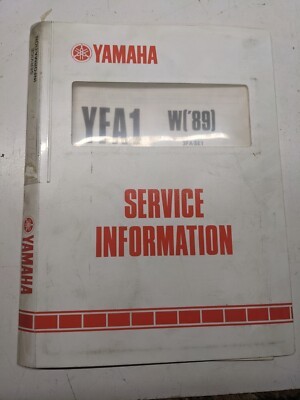 YAMAHA
YFA1 W('89)
SERVICE
INFORMATION
YAMAHA